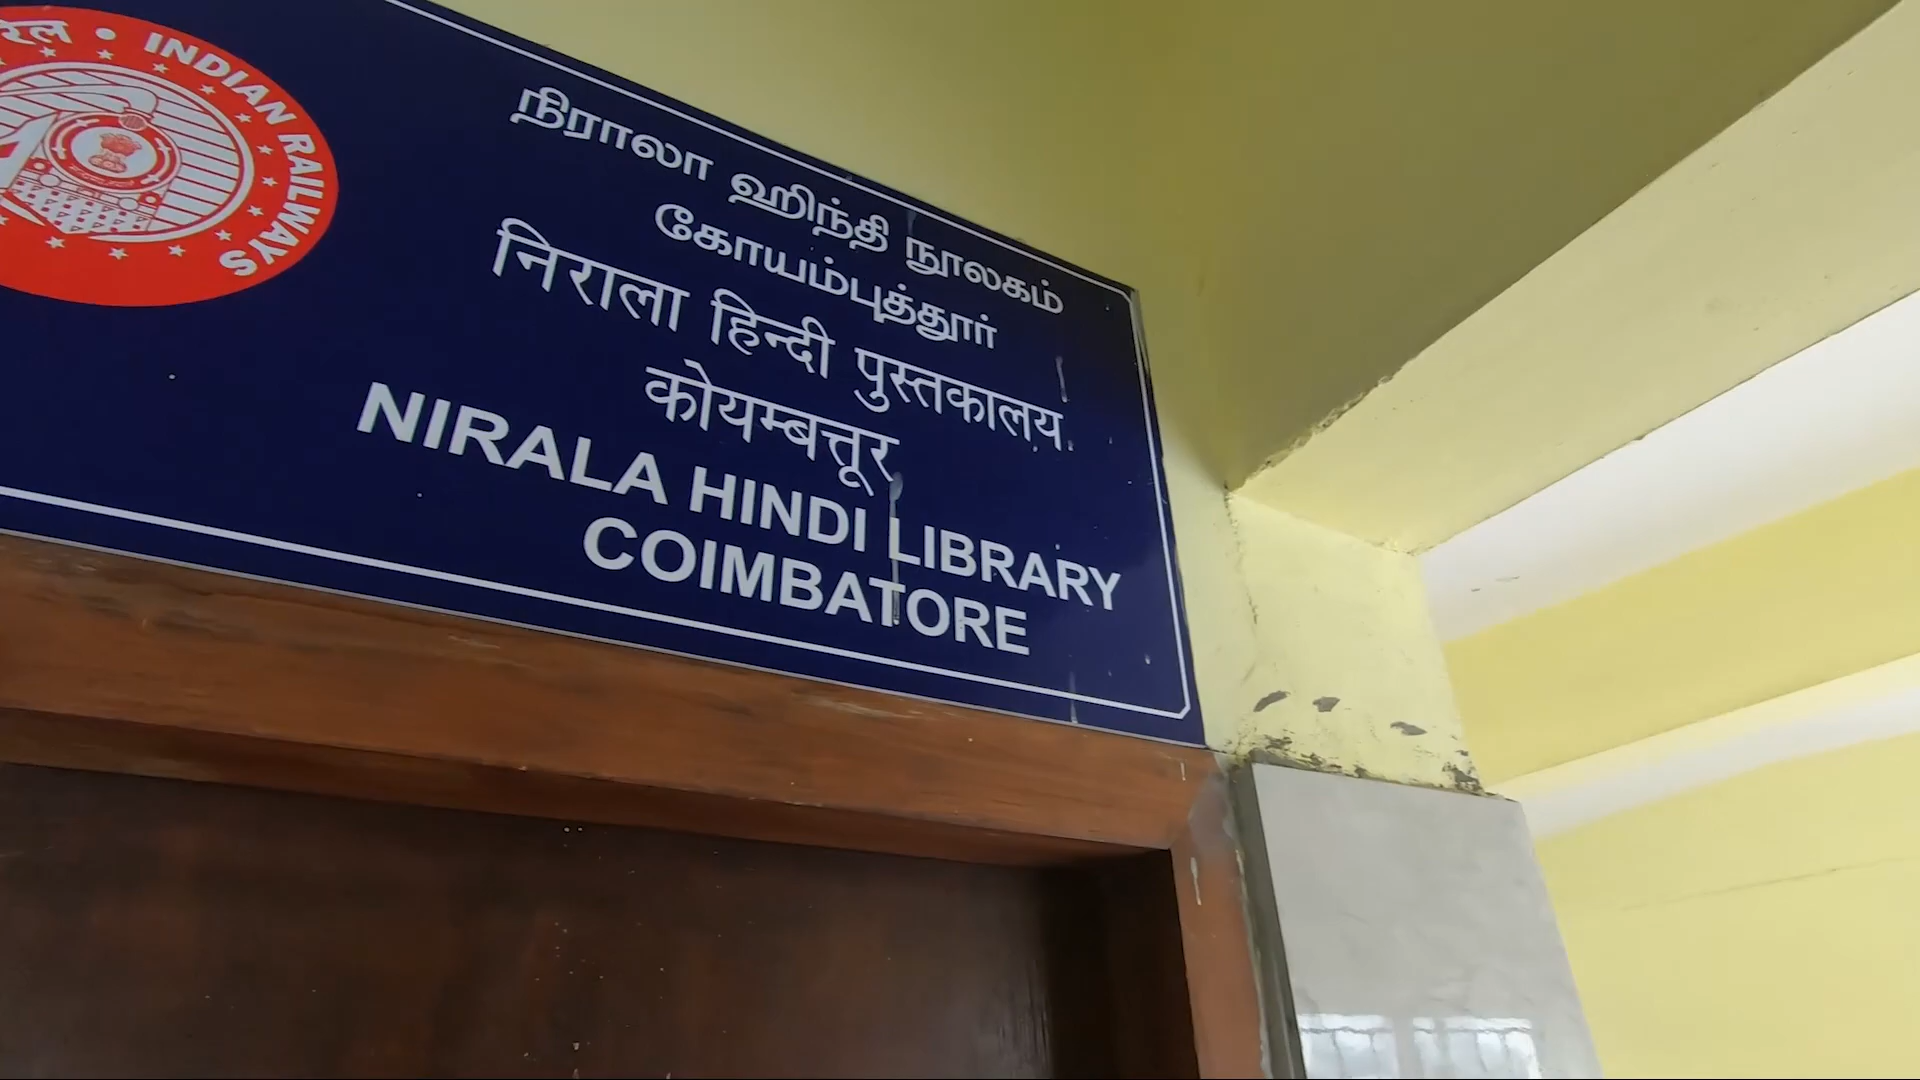 रेल • INDIAN RAILWAYS
நிராலா ஹிந்தி நூலகம்
கோயம்புத்தூர்
निराला हिन्दी पुस्तकालय
कोयम्बत्तूर
NIRALA HINDI LIBRARY
COIMBATORE